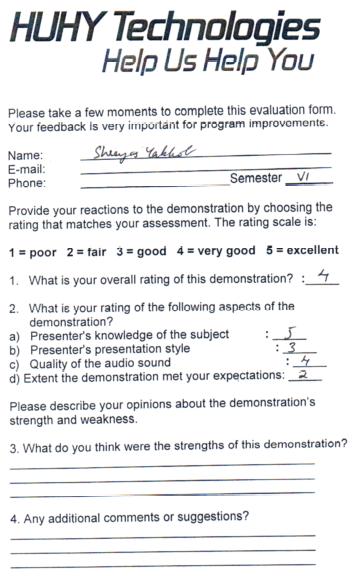 HUHY Technologies
Help Us Help You
Please take a few moments to complete this evaluation form.
Your feedback is very important for program improvements.
Name:
E-mail:
Phone: Semester VI
Provide your reactions to the demonstration by choosing the
rating that matches your assessment. The rating scale is:
1 = poor 2 = fair 3 = good 4 = very good 5 = excellent
1. What is your overall rating of this demonstration? : 4
2. What is your rating of the following aspects of the
demonstration?
a) Presenter's knowledge of the subject : 5
b) Presenter's presentation style : 3
c) Quality of the audio sound : 4
d) Extent the demonstration met your expectations: 2
Please describe your opinions about the demonstration's
strength and weakness.
3. What do you think were the strengths of this demonstration?
4. Any additional comments or suggestions?